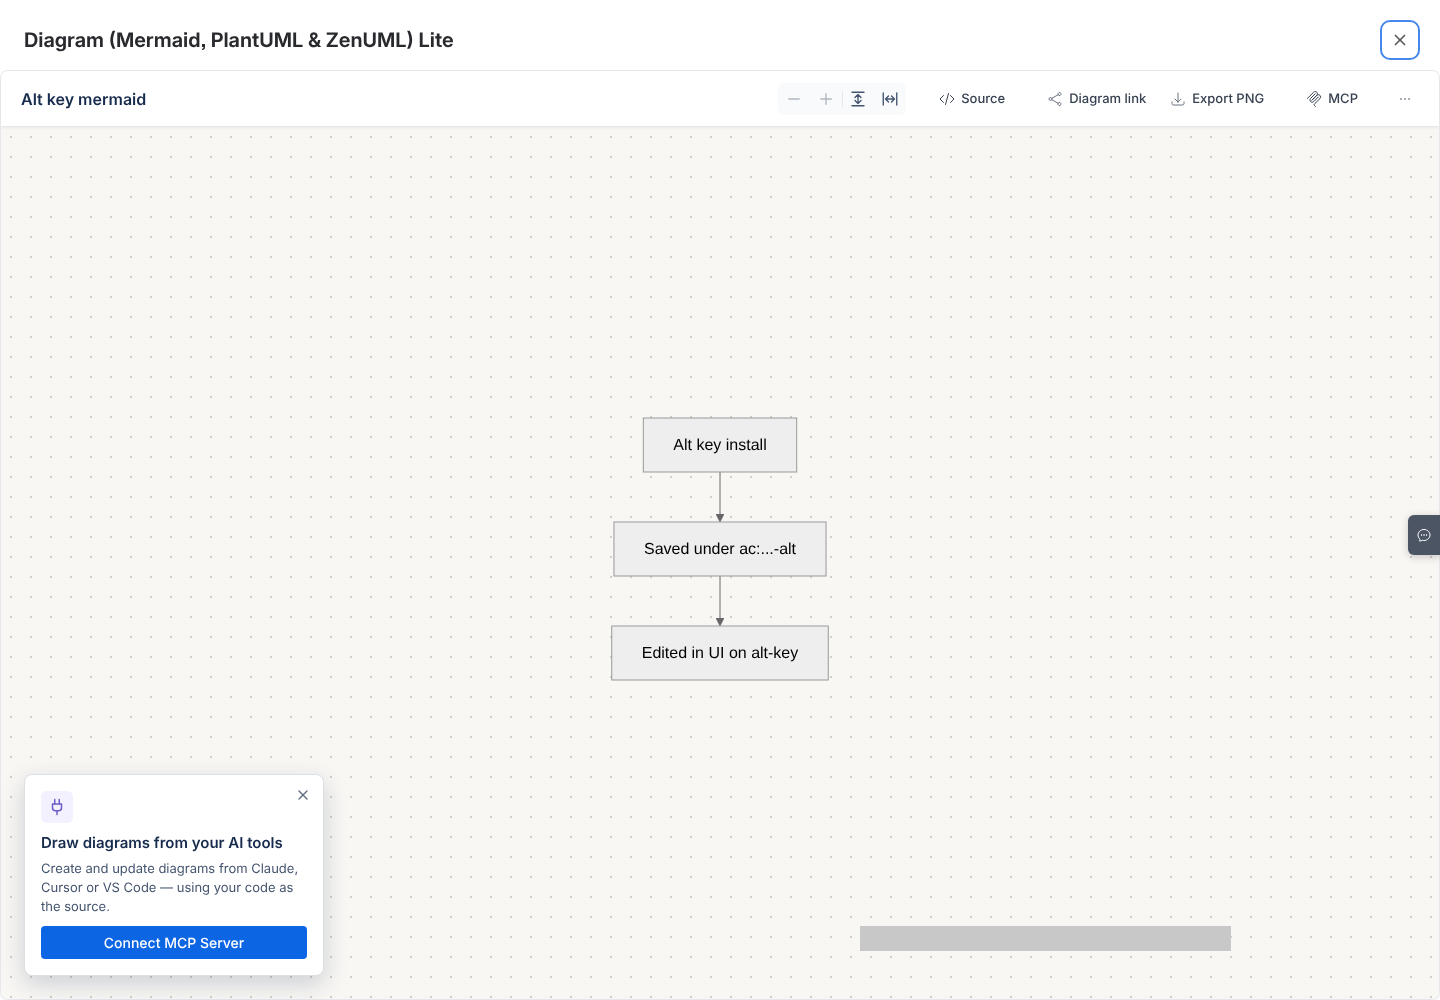 Diagram (Mermaid, PlantUML & ZenUML) Lite
Alt key mermaid
Source
Diagram link
Export PNG
MCP
Alt key install
Saved under ac:...-alt
Edited in UI on alt-key
Draw diagrams from your AI tools
Create and update diagrams from Claude,
Cursor or VS Code — using your code as
the source.
Connect MCP Server